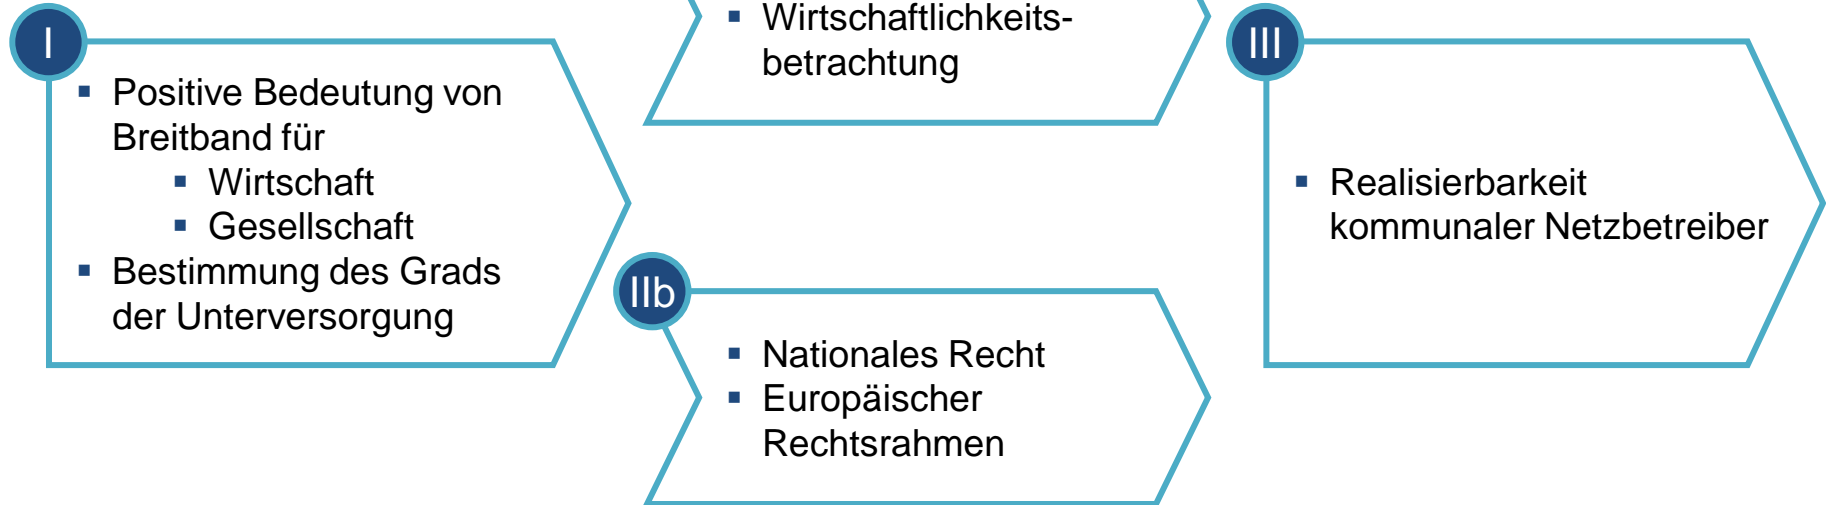 I
▪ Positive Bedeutung von
Breitband für
▪ Wirtschaft
▪ Gesellschaft
▪ Bestimmung des Grads
der Unterversorgung
▪ Wirtschaftlichkeits-
betrachtung
IIb
▪ Nationales Recht
▪ Europäischer
Rechtsrahmen
III
▪ Realisierbarkeit
kommunaler Netzbetreiber